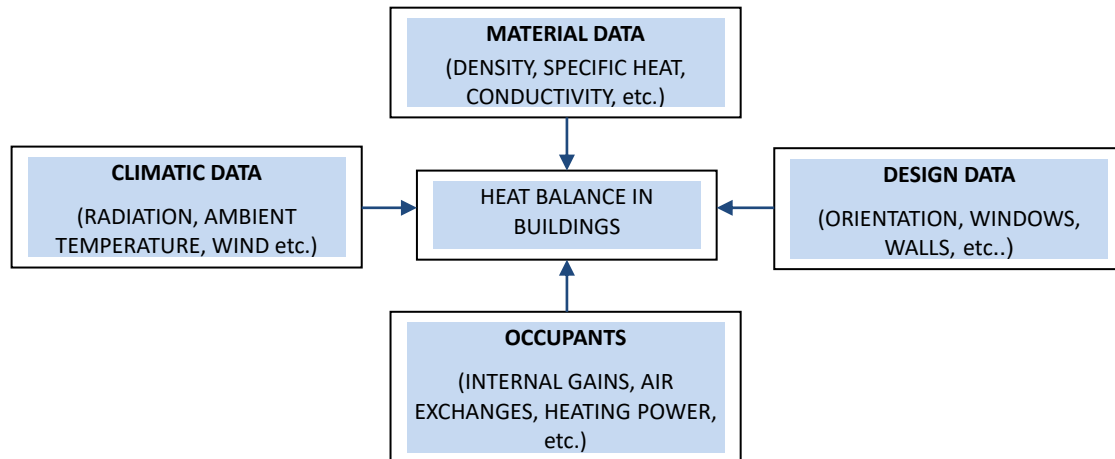 MATERIAL DATA
(DENSITY, SPECIFIC HEAT,
CONDUCTIVITY, etc.)
CLIMATIC DATA
(RADIATION, AMBIENT
TEMPERATURE, WIND etc.)
HEAT BALANCE IN
BUILDINGS
DESIGN DATA
(ORIENTATION, WINDOWS,
WALLS, etc..)
OCCUPANTS
(INTERNAL GAINS, AIR
EXCHANGES, HEATING POWER,
etc.)